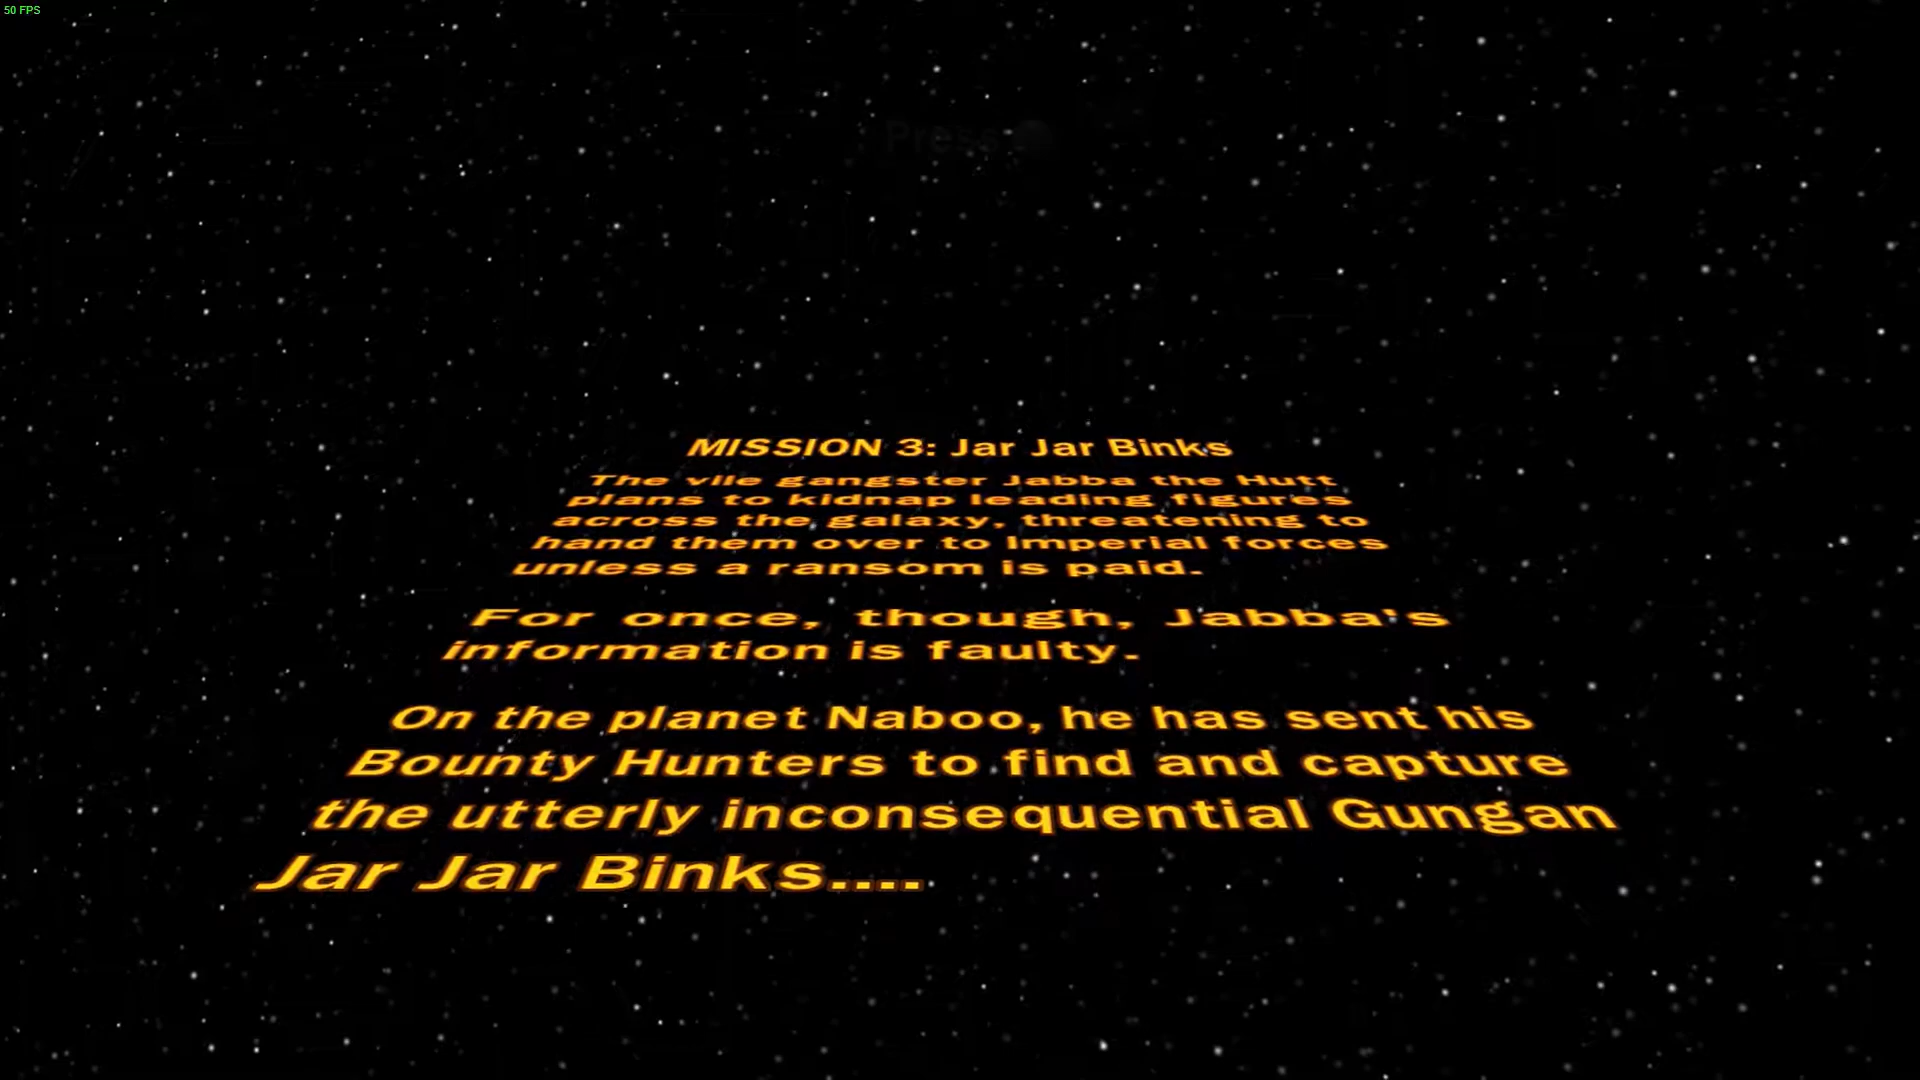 50 FPS
Press
MISSION 3: Jar Jar Binks
The vile gangster Jabba the Hutt
plans to kidnap leading figures
across the galaxy, threatening to
hand them over to Imperial forces
unless a ransom is paid.
For once, though, Jabba's
information is faulty.
On the planet Naboo, he has sent his
Bounty Hunters to find and capture
the utterly inconsequential Gungan
Jar Jar Binks....